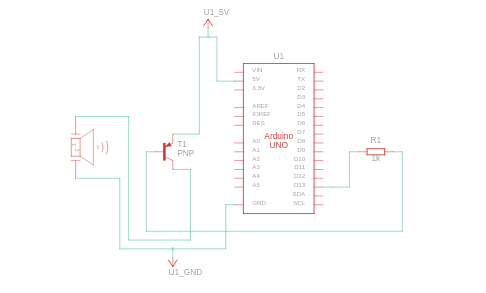 U1_5V
U1
VIN
5V
3.3V
AREF
IOREF
RES
A0
A1
A2
A3
A4
A5
GND
Arduino
UNO
RX
TX
D2
D3
D4
D5
D6
D7
D8
D9
D10
D11
D12
D13
SDA
SCL
T1
PNP
R1
1k
1
2
U1_GND